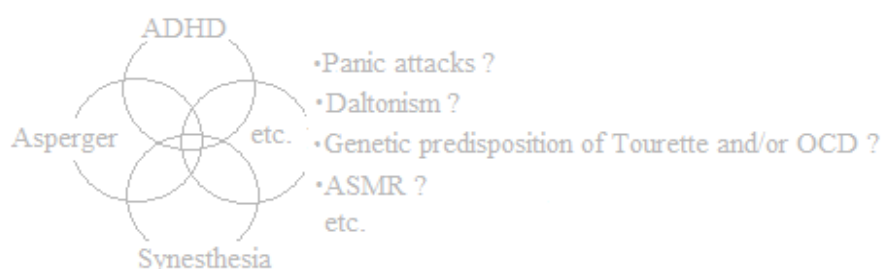 ADHD
Asperger
etc.
Synesthesia
•Panic attacks ?
•Daltonism ?
•Genetic predisposition of Tourette and/or OCD ?
•ASMR ?
etc.